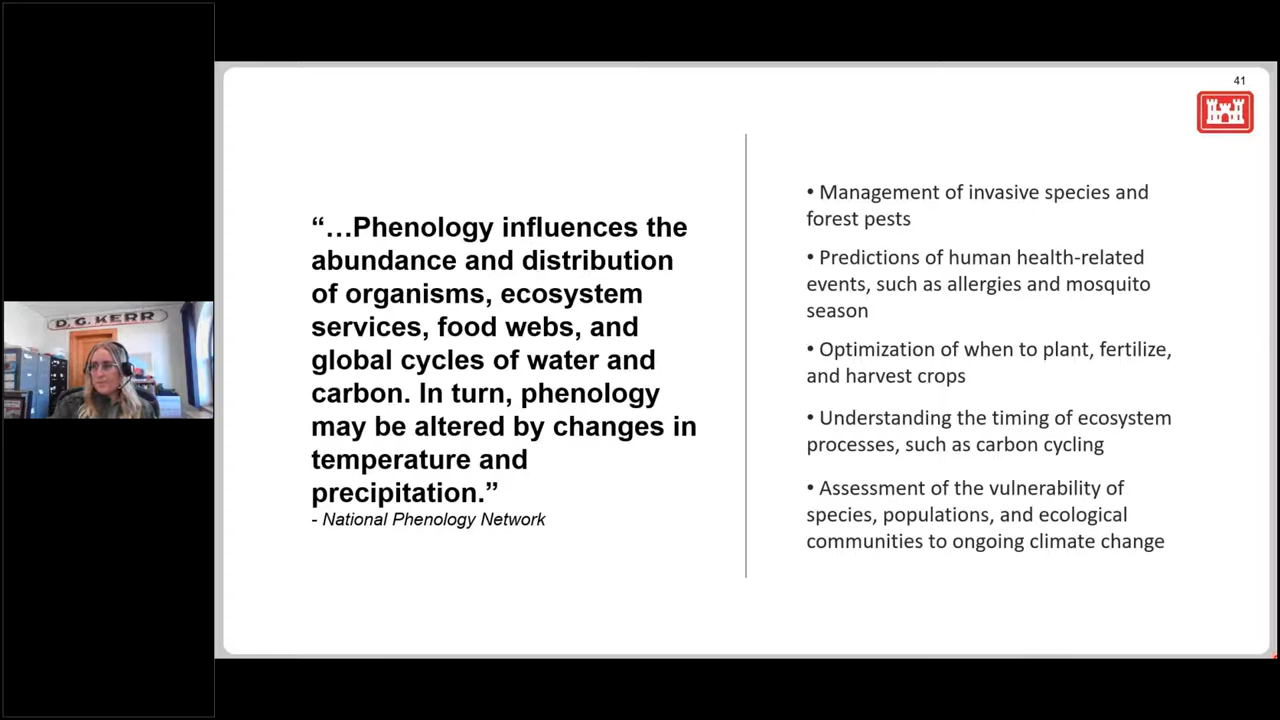 41
“…Phenology influences the
abundance and distribution
of organisms, ecosystem
services, food webs, and
global cycles of water and
carbon. In turn, phenology
may be altered by changes in
temperature and
precipitation.”
- National Phenology Network
• Management of invasive species and
forest pests
• Predictions of human health-related
events, such as allergies and mosquito
season
• Optimization of when to plant, fertilize,
and harvest crops
• Understanding the timing of ecosystem
processes, such as carbon cycling
• Assessment of the vulnerability of
species, populations, and ecological
communities to ongoing climate change
D. G. KERR